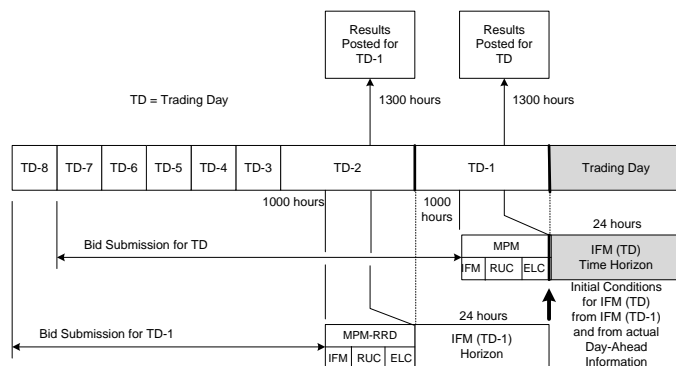 Results
Posted for
TD-1
Results
Posted for
TD
TD = Trading Day
1300 hours
1300 hours
TD-8
TD-7
TD-6
TD-5
TD-4
TD-3
TD-2
TD-1
Trading Day
1000 hours
1000
hours
24 hours
Bid Submission for TD
MPM
IFM
RUC
ELC
IFM (TD)
Time Horizon
Initial Conditions
for IFM (TD)
from IFM (TD-1)
and from actual
Day-Ahead
Information
24 hours
Bid Submission for TD-1
MPM-RRD
IFM
RUC
ELC
IFM (TD-1)
Horizon